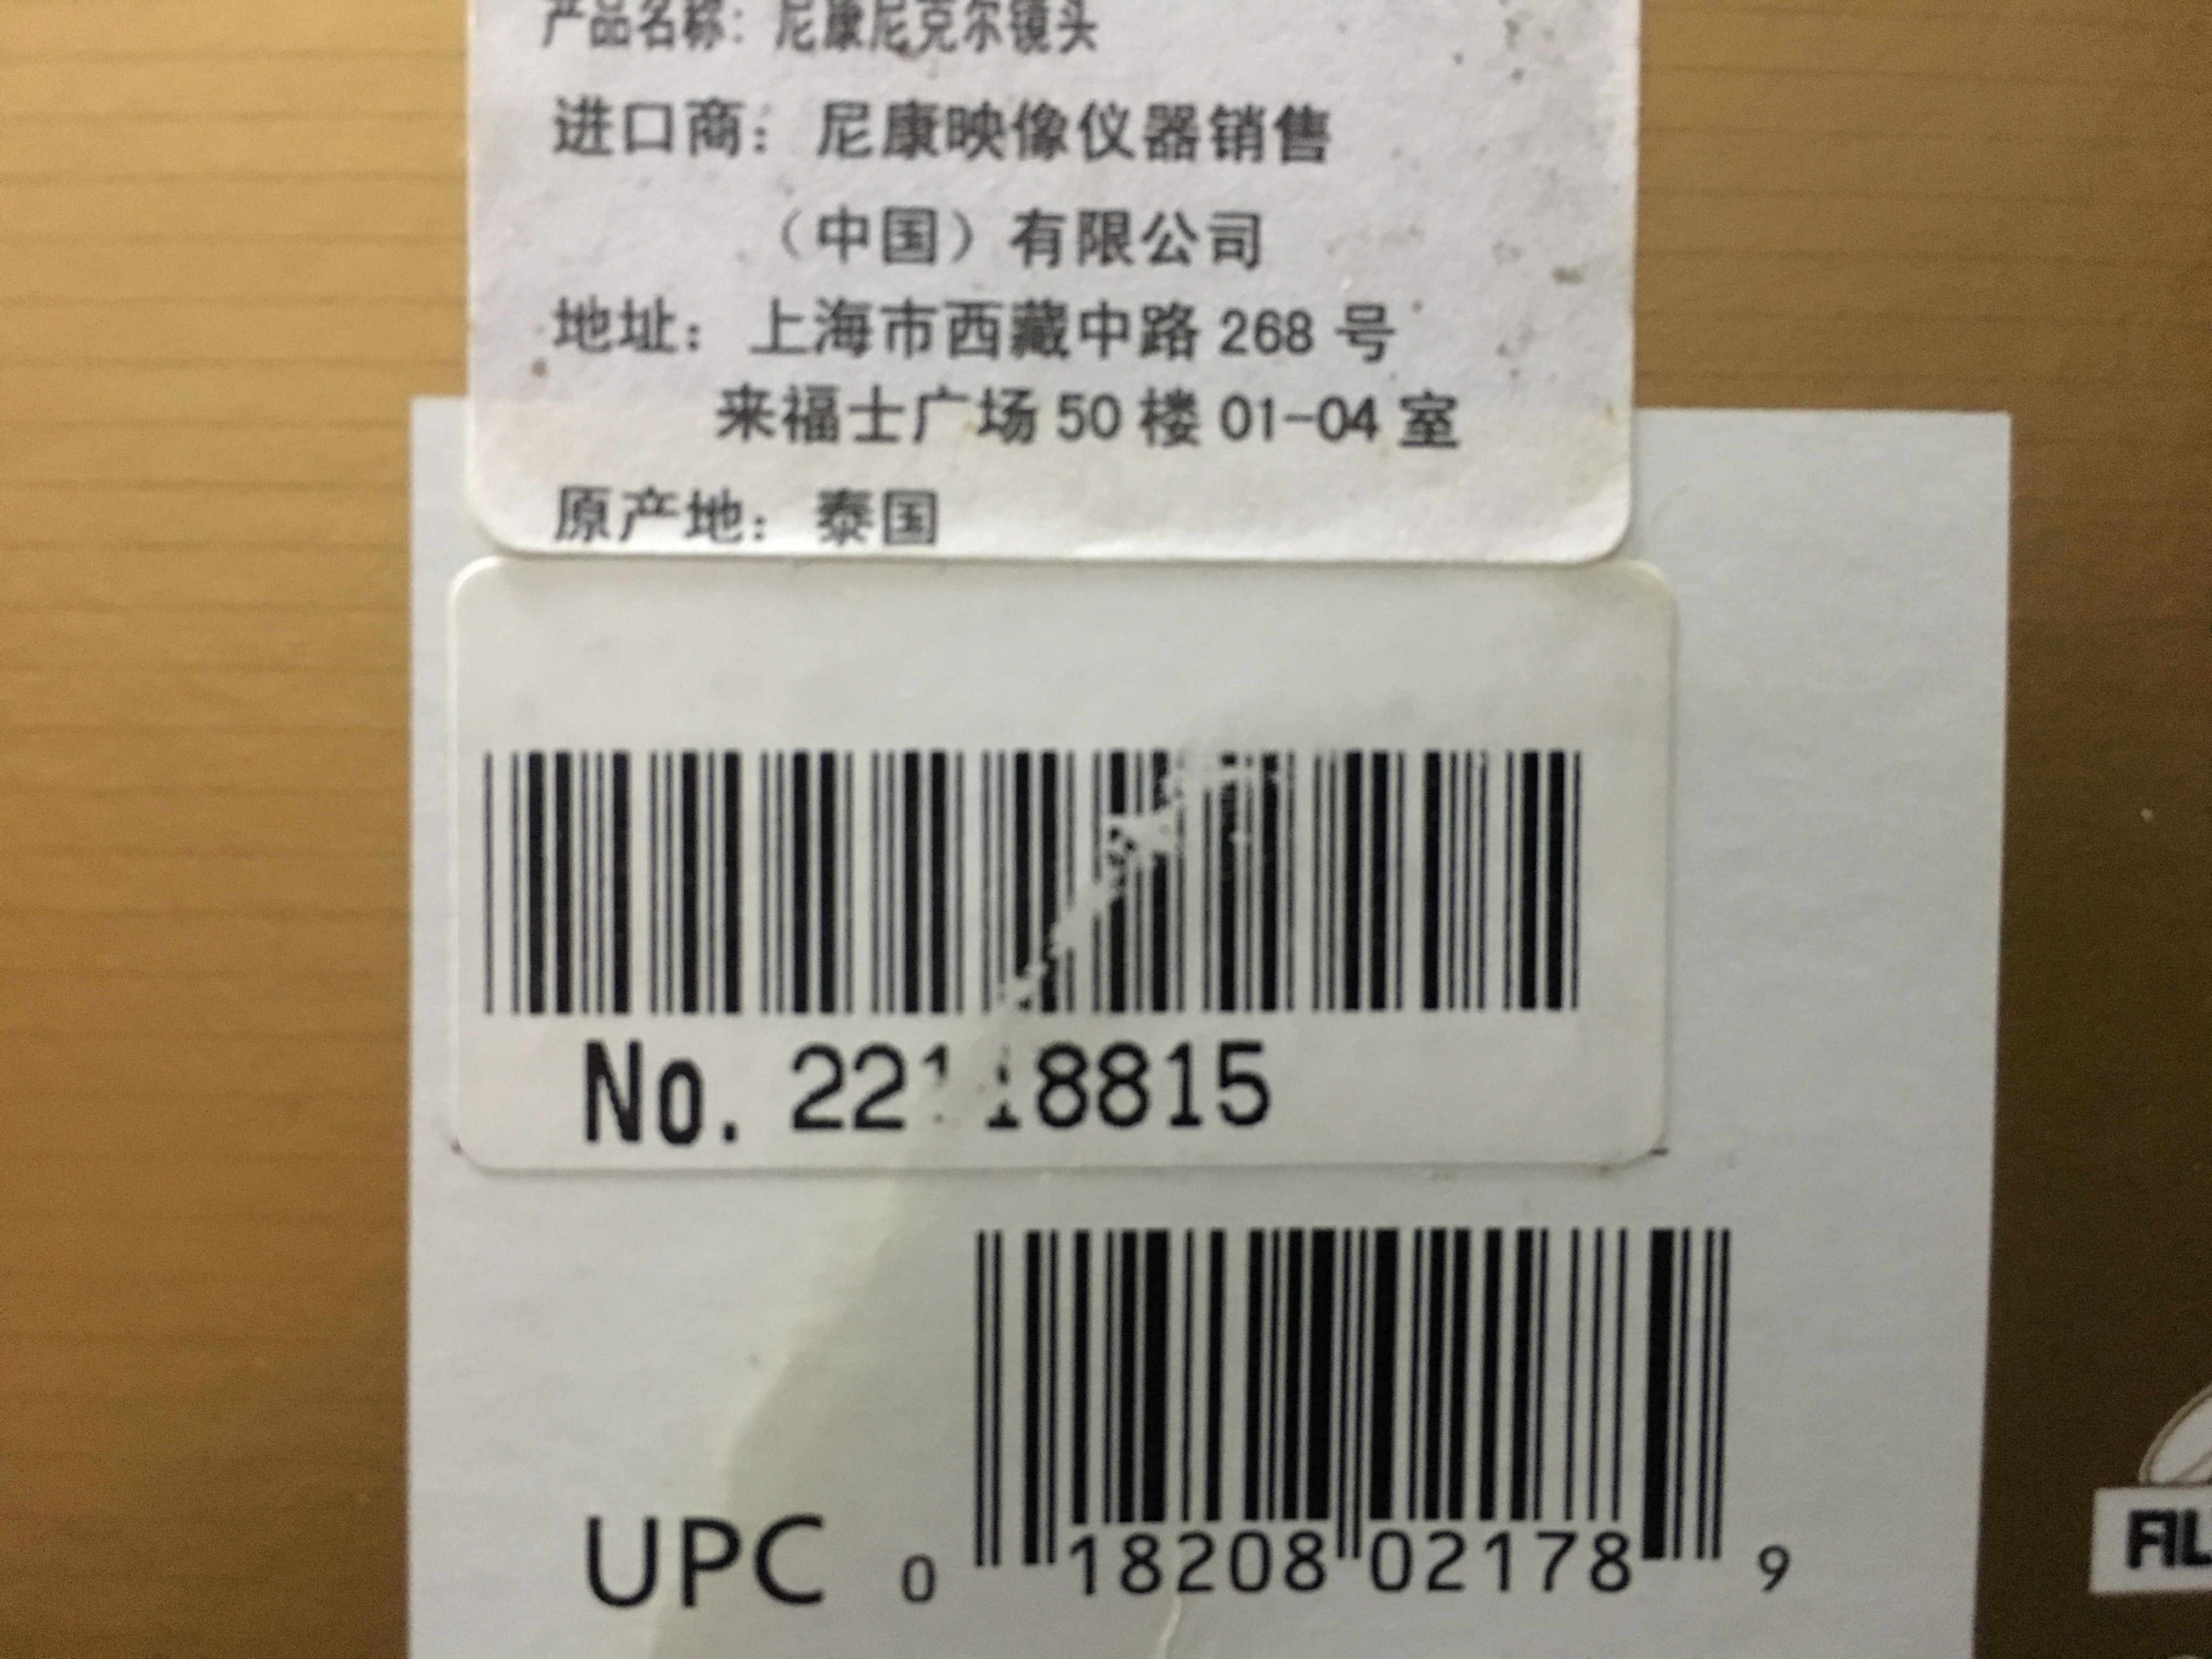 产品名称: 尼康尼克尔镜头
进口商: 尼康映像仪器销售
(中国)有限公司
地址: 上海市西藏中路 268 号
来福士广场 50 楼 01-04 室
原产地: 泰国
No.
UPC 0 18208 02178 9